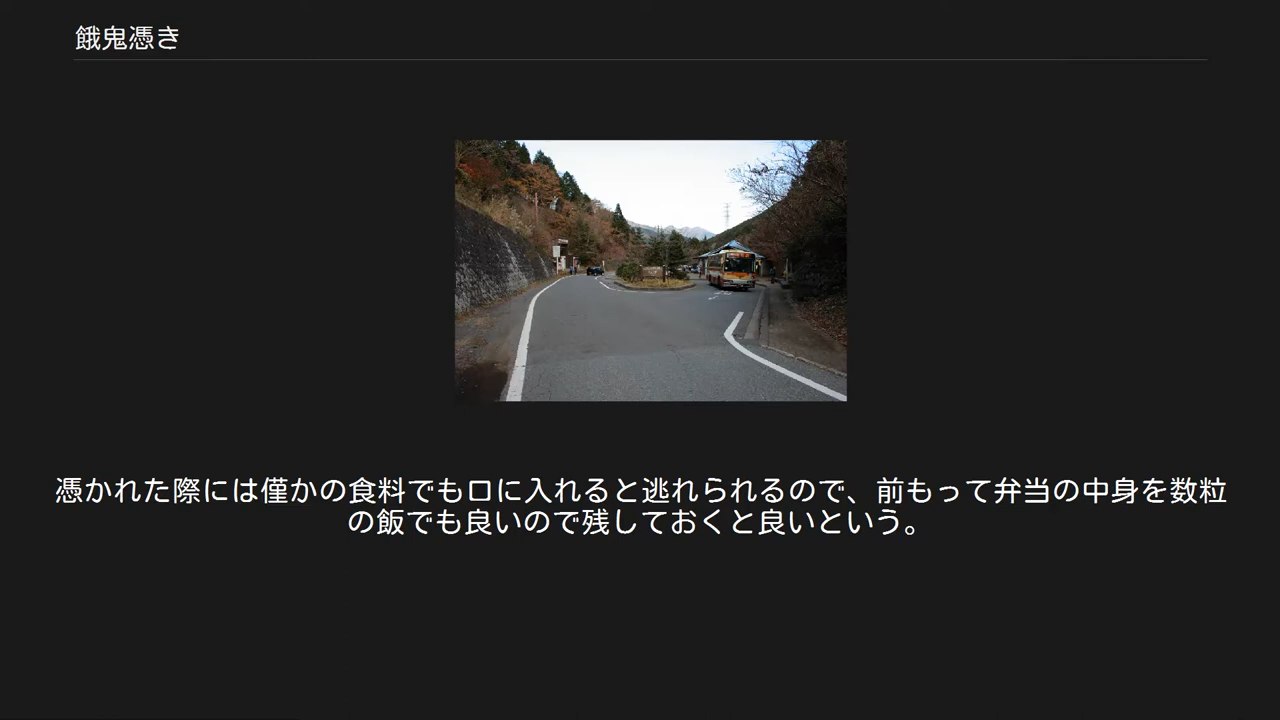 餓鬼憑き
憑かれた際には僅かの食料でも口に入れると逃れられるので、前もって弁当の中身を数粒
の飯でも良いので残しておくと良いという。